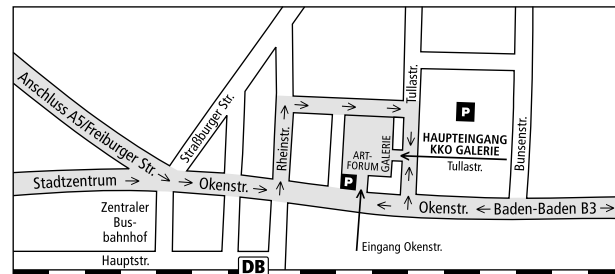 Anschluss A5/Freiburger Str.
Straßburger Str.
Rheinstr.
Tullastr.
Bunsenstr.
P
HAUPTEINGANG
KKO GALERIE
Tullastr.
ART-
FORUM
GALERIE
P
Stadtzentrum
Okenstr.
Okenstr.
Baden-Baden B3
Zentraler
Bus-
bahnhof
Eingang Okenstr.
Hauptstr.
DB